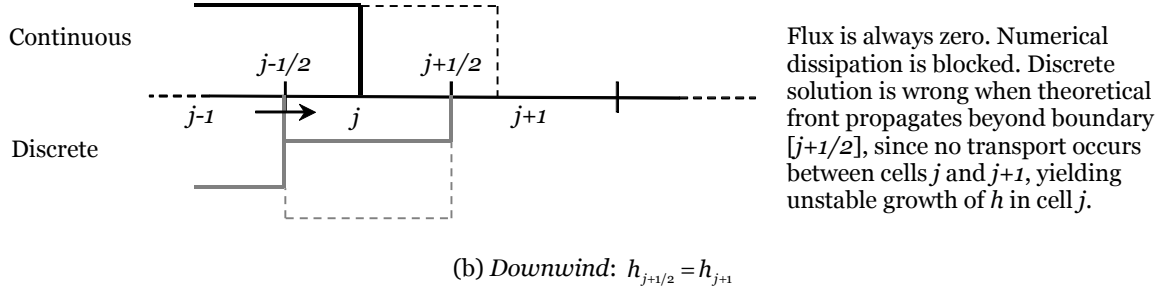 Continuous
j-1/2 j+1/2
j-1 j j+1
Discrete
Flux is always zero. Numerical
dissipation is blocked. Discrete
solution is wrong when theoretical
front propagates beyond boundary
[j+1/2], since no transport occurs
between cells j and j+1, yielding
unstable growth of h in cell j.
(b) Downwind: h_{j+1/2} = h_{j+1}